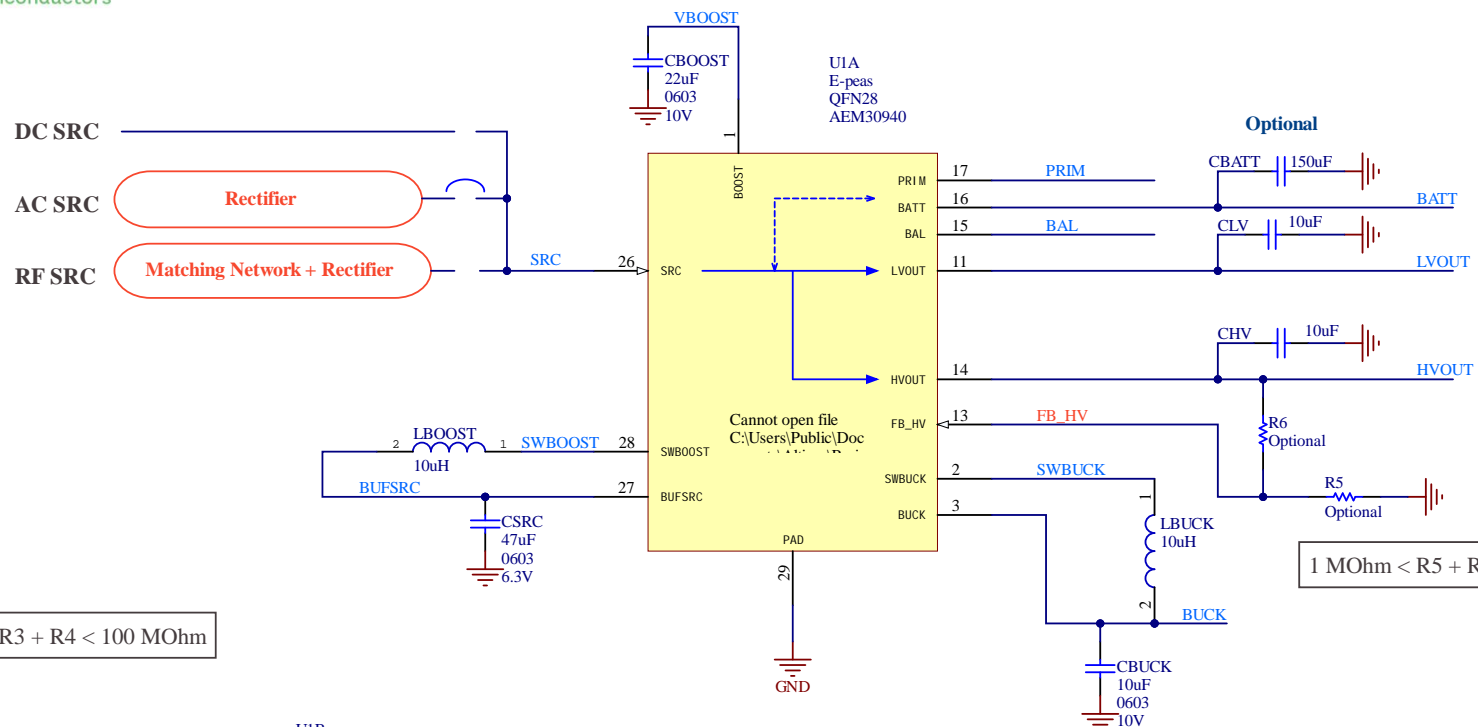 VBOOST
CBOOST
22uF
0603
10V
U1A
E-peas
QFN28
AEM30940
1
BOOST
DC SRC
AC SRC
Rectifier
RF SRC
Matching Network + Rectifier
SRC
26
SRC
Optional
PRIM
17
PRIM
CBATT
150uF
BATT
16
BATT
BAL
15
BAL
CLV
10uF
LVOUT
11
LVOUT
CHV
10uF
HVOUT
14
HVOUT
FB_HV
13
FB_HV
R6
Optional
R5
Optional
Cannot open file
C:\Users\Public\Doc
LBOOST
2
1
10uH
SWBOOST
28
SWBOOST
BUFSRC
27
BUFSRC
CSRC
47uF
0603
6.3V
SWBUCK
2
SWBUCK
BUCK
3
1
LBUCK
10uH
2
BUCK
CBUCK
10uF
0603
10V
PAD
29
GND
1 MOhm < R5 + R
R3 + R4 < 100 MOhm